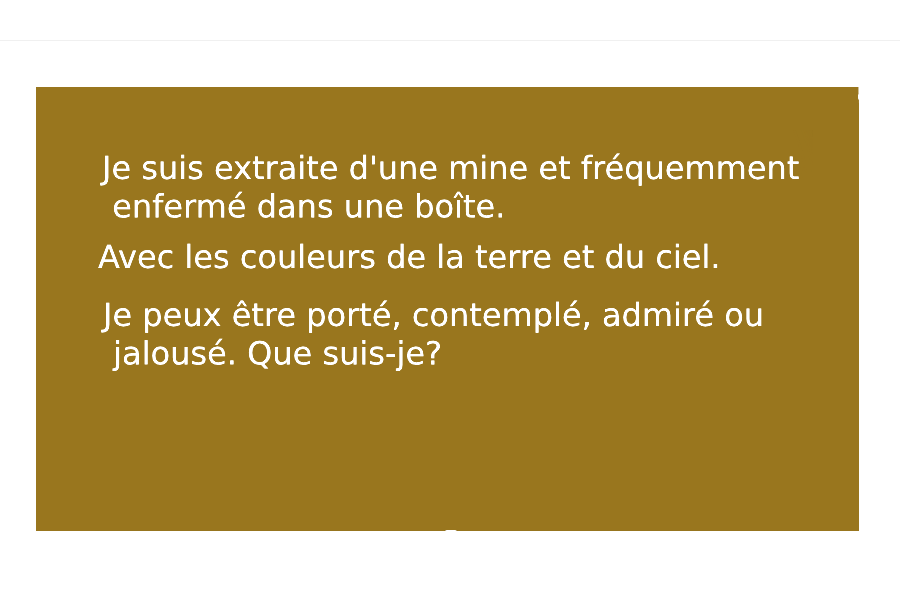 Je suis extraite d'une mine et fréquemment
enfermé dans une boîte.
Avec les couleurs de la terre et du ciel.
Je peux être porté, contemplé, admiré ou
jalousé. Que suis-je?